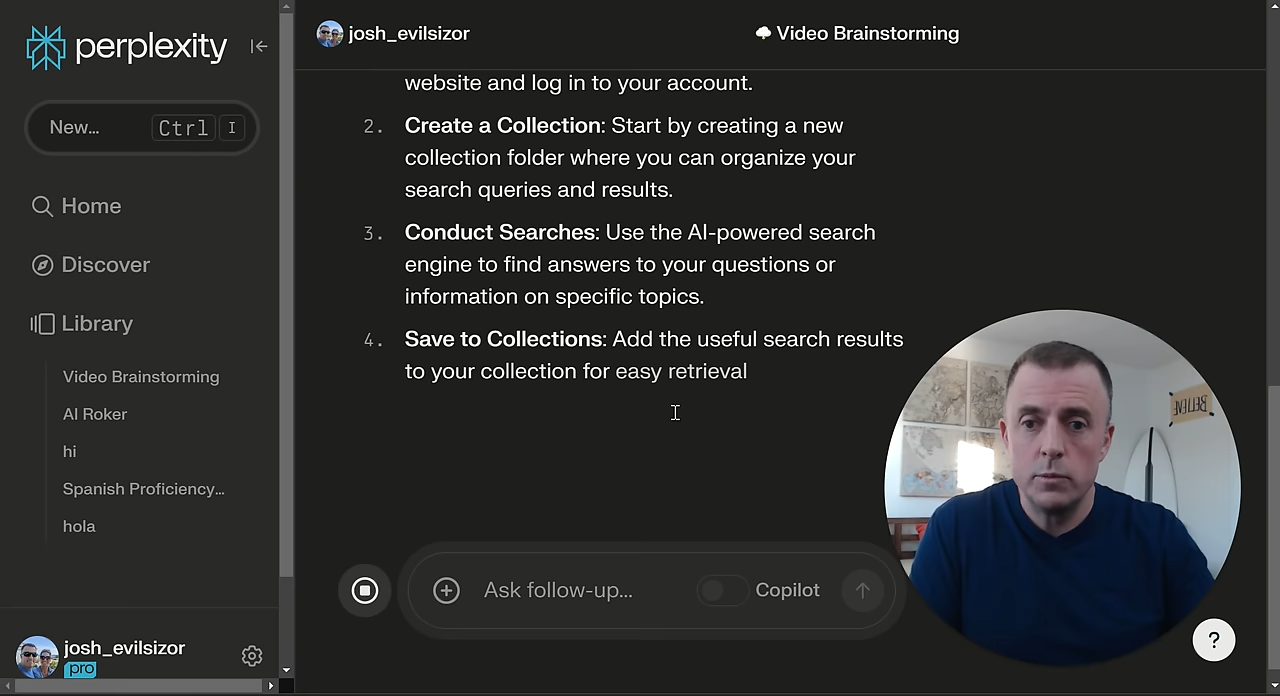 perplexity
New...
Ctrl
I
Home
Discover
Library
Video Brainstorming
AI Roker
hi
Spanish Proficiency...
hola
josh_evilsizor
pro
josh_evilsizor
Video Brainstorming
website and log in to your account.
2. Create a Collection: Start by creating a new
collection folder where you can organize your
search queries and results.
3. Conduct Searches: Use the AI-powered search
engine to find answers to your questions or
information on specific topics.
4. Save to Collections: Add the useful search results
to your collection for easy retrieval
Ask follow-up...
Copilot
BELIEVE
?